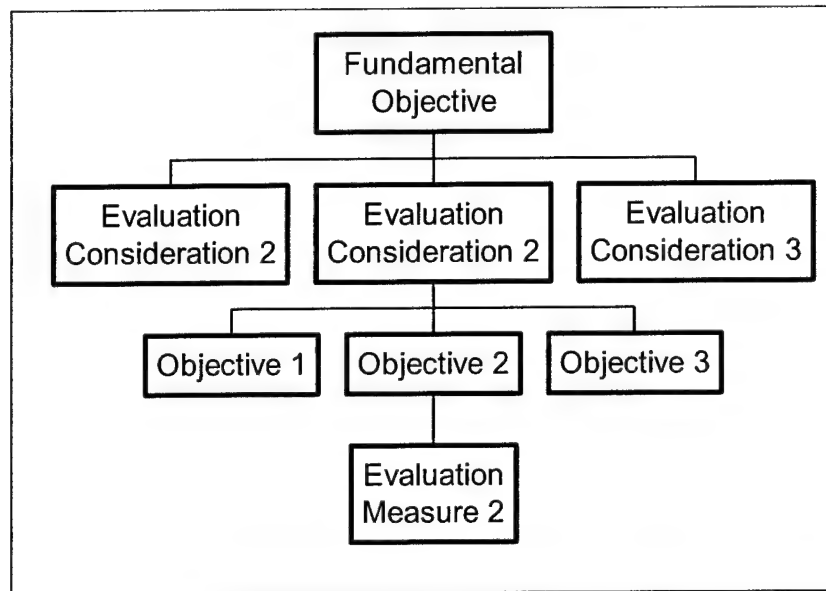 Fundamental
Objective
Evaluation
Consideration 2
Evaluation
Consideration 2
Evaluation
Consideration 3
Objective 1
Objective 2
Objective 3
Evaluation
Measure 2